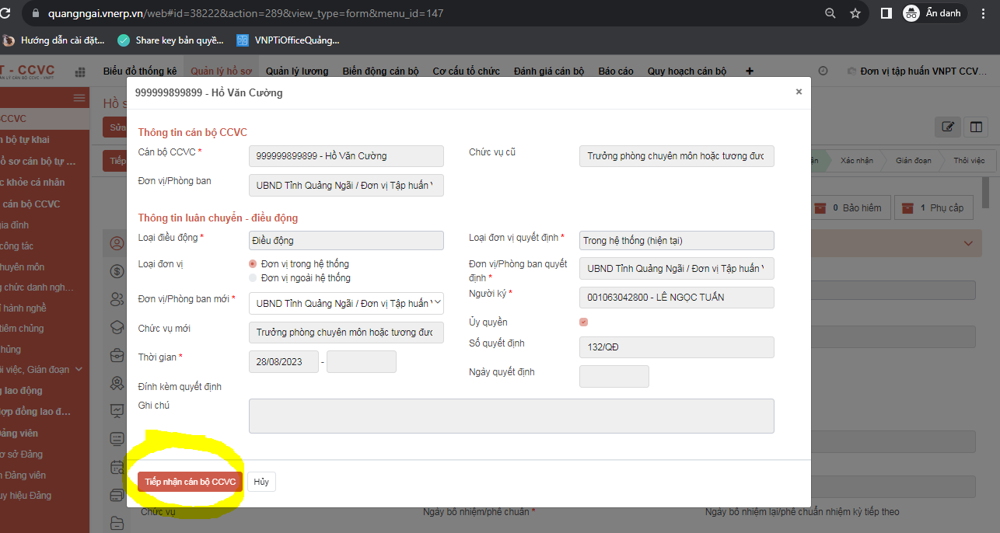 quangngai.vnerp.vn/web#id=38222&action=289&view_type=form&menu_id=147
Ẩn danh
Hướng dẫn cài đặt...
Share key bản quyề...
VNPTiOfficeQuảng...
T - CCVC
Biểu đồ thống kê
Quản lý hồ sơ
Quản lý lương
Biến động cán bộ
Cơ cấu tổ chức
Đánh giá cán bộ
Báo cáo
Quy hoạch cán bộ
+
Đơn vị tập huấn VNPT CCV...
Hồ s
CCVC
n bộ tự khai
ồ sơ cán bộ tự ...
c khỏe cá nhân
cán bộ CCVC
ia đình
công tác
huyên môn
g chức danh ngh...
ỉ hành nghề
tiêm chủng
hủng
i việc, Gián đoạn
g lao động
ợp đồng lao đ...
Đảng viên
ơ sở Đảng
n Đảng viên
uy hiệu Đảng
Sửa
Tiếp
ện
Xác nhận
Gián đoạn
Thôi việc
0 Bảo hiểm
1 Phụ cấp
999999899899 - Hồ Văn Cường
×
Thông tin cán bộ CCVC
Cán bộ CCVC *
999999899899 - Hồ Văn Cường
Chức vụ cũ
Trưởng phòng chuyên môn hoặc tương đươ
Đơn vị/Phòng ban
UBND Tỉnh Quảng Ngãi / Đơn vị Tập huấn V
Thông tin luân chuyển - điều động
Loại điều động *
Điều động
Loại đơn vị quyết định *
Trong hệ thống (hiện tại)
Loại đơn vị
Đơn vị trong hệ thống
Đơn vị ngoài hệ thống
Đơn vị/Phòng ban quyết
định *
UBND Tỉnh Quảng Ngãi / Đơn vị Tập huấn V
Đơn vị/Phòng ban mới *
UBND Tỉnh Quảng Ngãi / Đơn vị Tập huấn V
Người ký *
001063042800 - LÊ NGỌC TUẤN
Chức vụ mới
Trưởng phòng chuyên môn hoặc tương đươ
Ủy quyền
Số quyết định
132/QĐ
Thời gian *
28/08/2023
-
Ngày quyết định
Đính kèm quyết định
Ghi chú
Tiếp nhận cán bộ CCVC
Hủy
Chức vụ
Ngày bổ nhiệm/phê chuẩn *
Ngày bổ nhiệm lại/phê chuẩn nhiệm kỳ tiếp theo